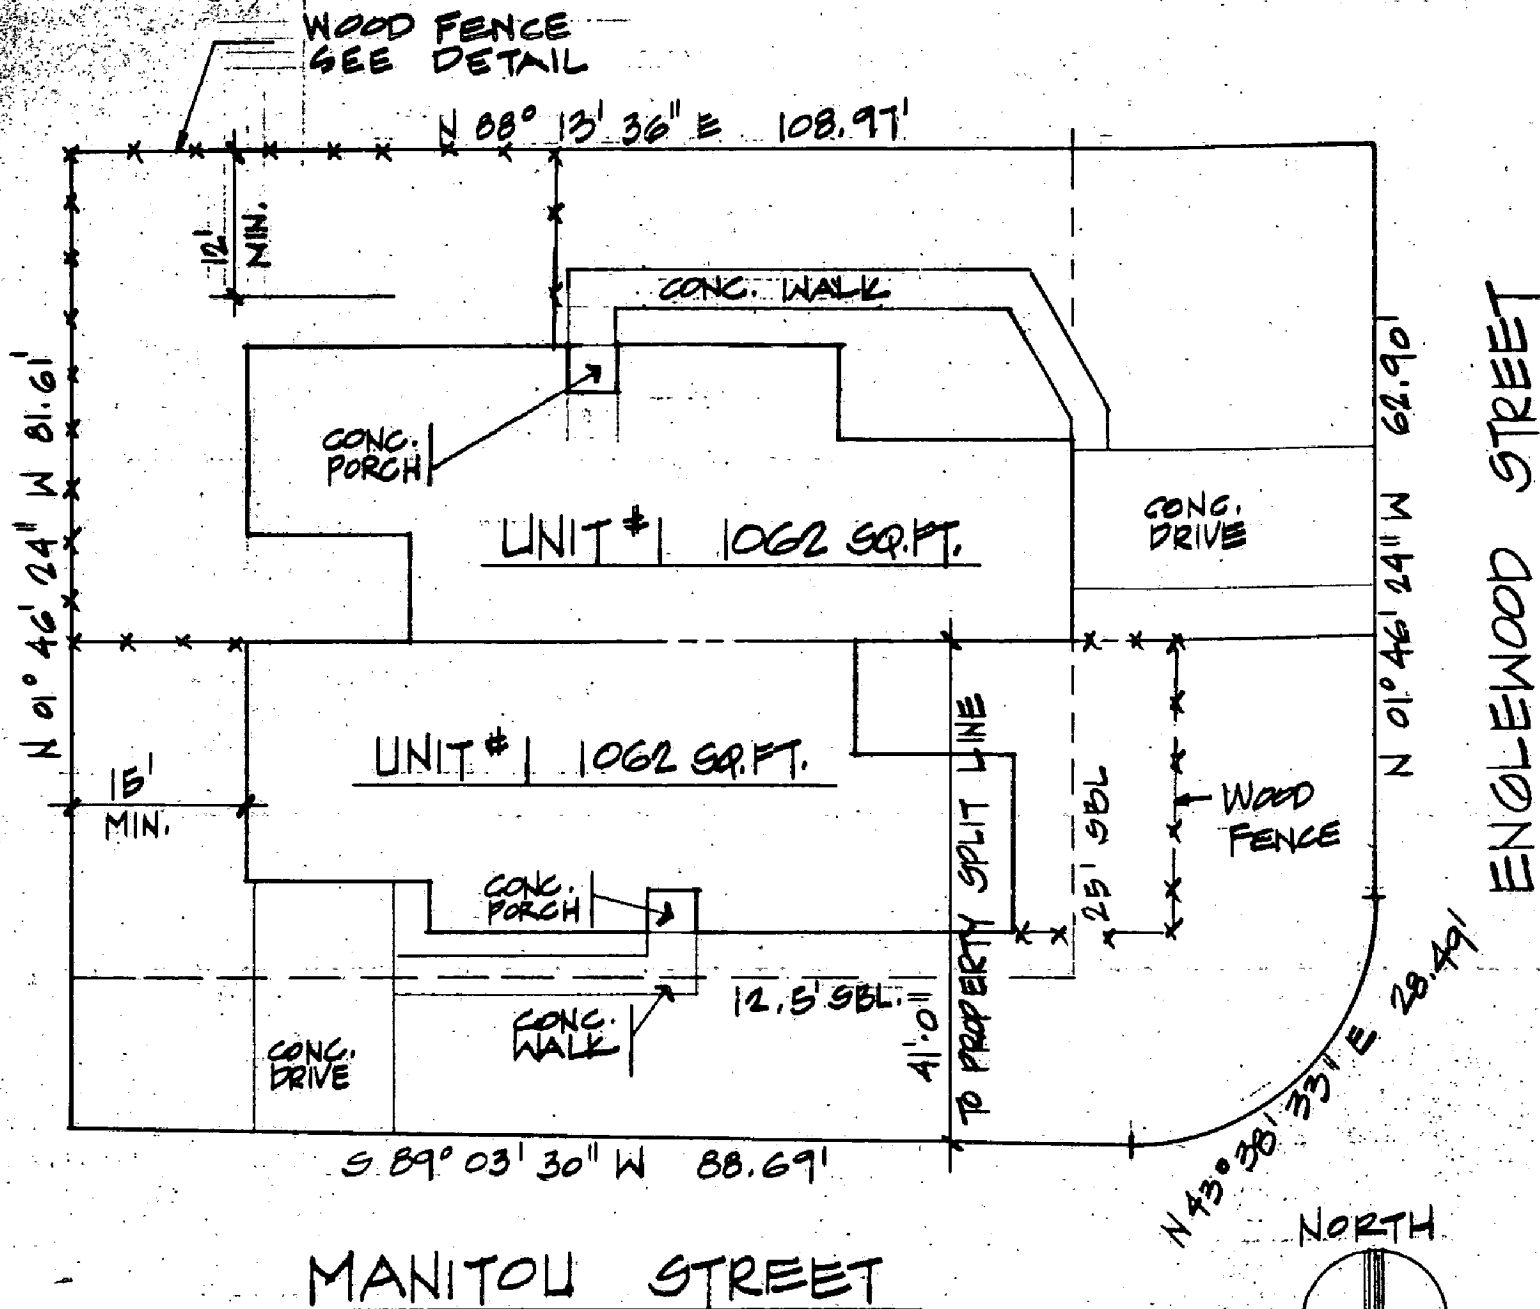 WOOD FENCE
SEE DETAIL
N 88° 13' 36" E 108.97'
12'
MIN.
CONC. WALK
N 01° 46' 24" W 81.61'
CONC.
PORCH
62.90'
N 01° 46' 24" W
ENGLEWOOD STREET
CONC.
DRIVE
UNIT #1 1062 SQ.FT.
UNIT #1 1062 SQ.FT.
15'
MIN.
41'-0"
TO PROPERTY SPLIT LINE
25' SBL
WOOD
FENCE
CONC.
PORCH
12.5' SBL.
CONC.
WALK
CONC.
DRIVE
N 43° 38' 33" E 28.49'
S 89° 03' 30" W 88.69'
NORTH
MANITOU STREET